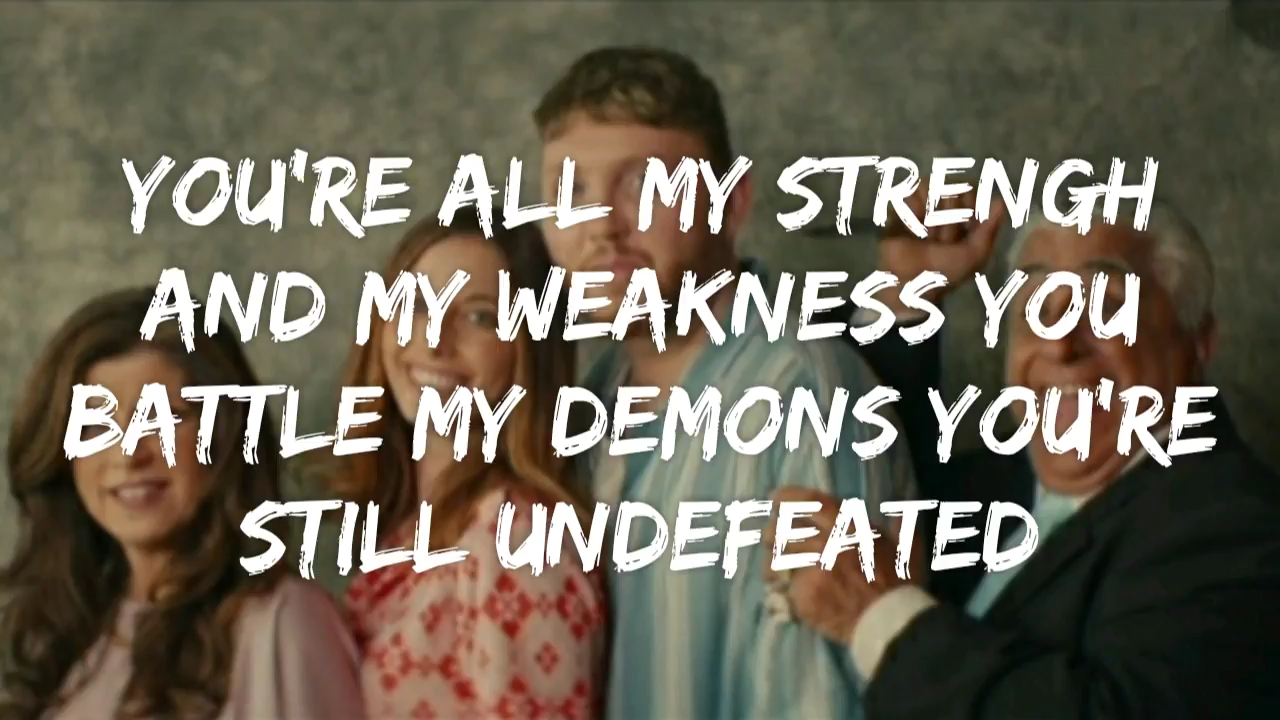 YOU'RE ALL MY STRENGH
AND MY WEAKNESS YOU
BATTLE MY DEMONS YOU'RE
STILL UNDEFEATED